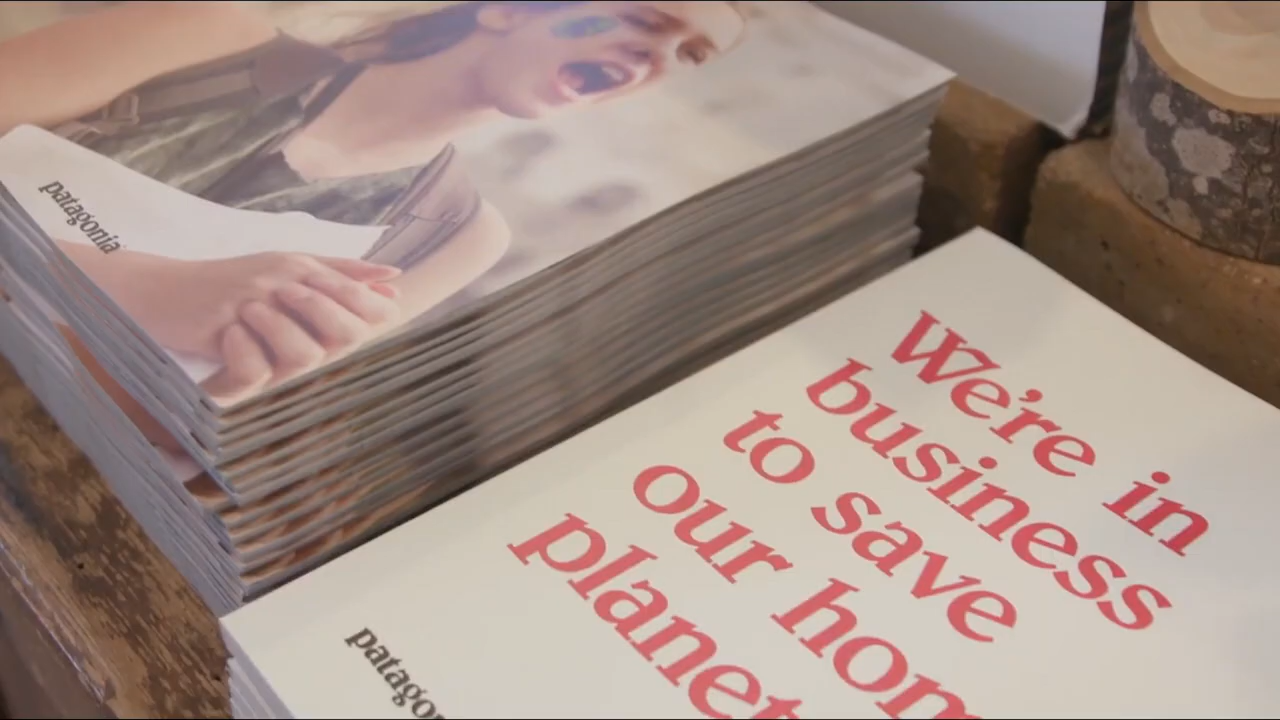 patagonia
We're in
business
to save
our hom
planet
patagon